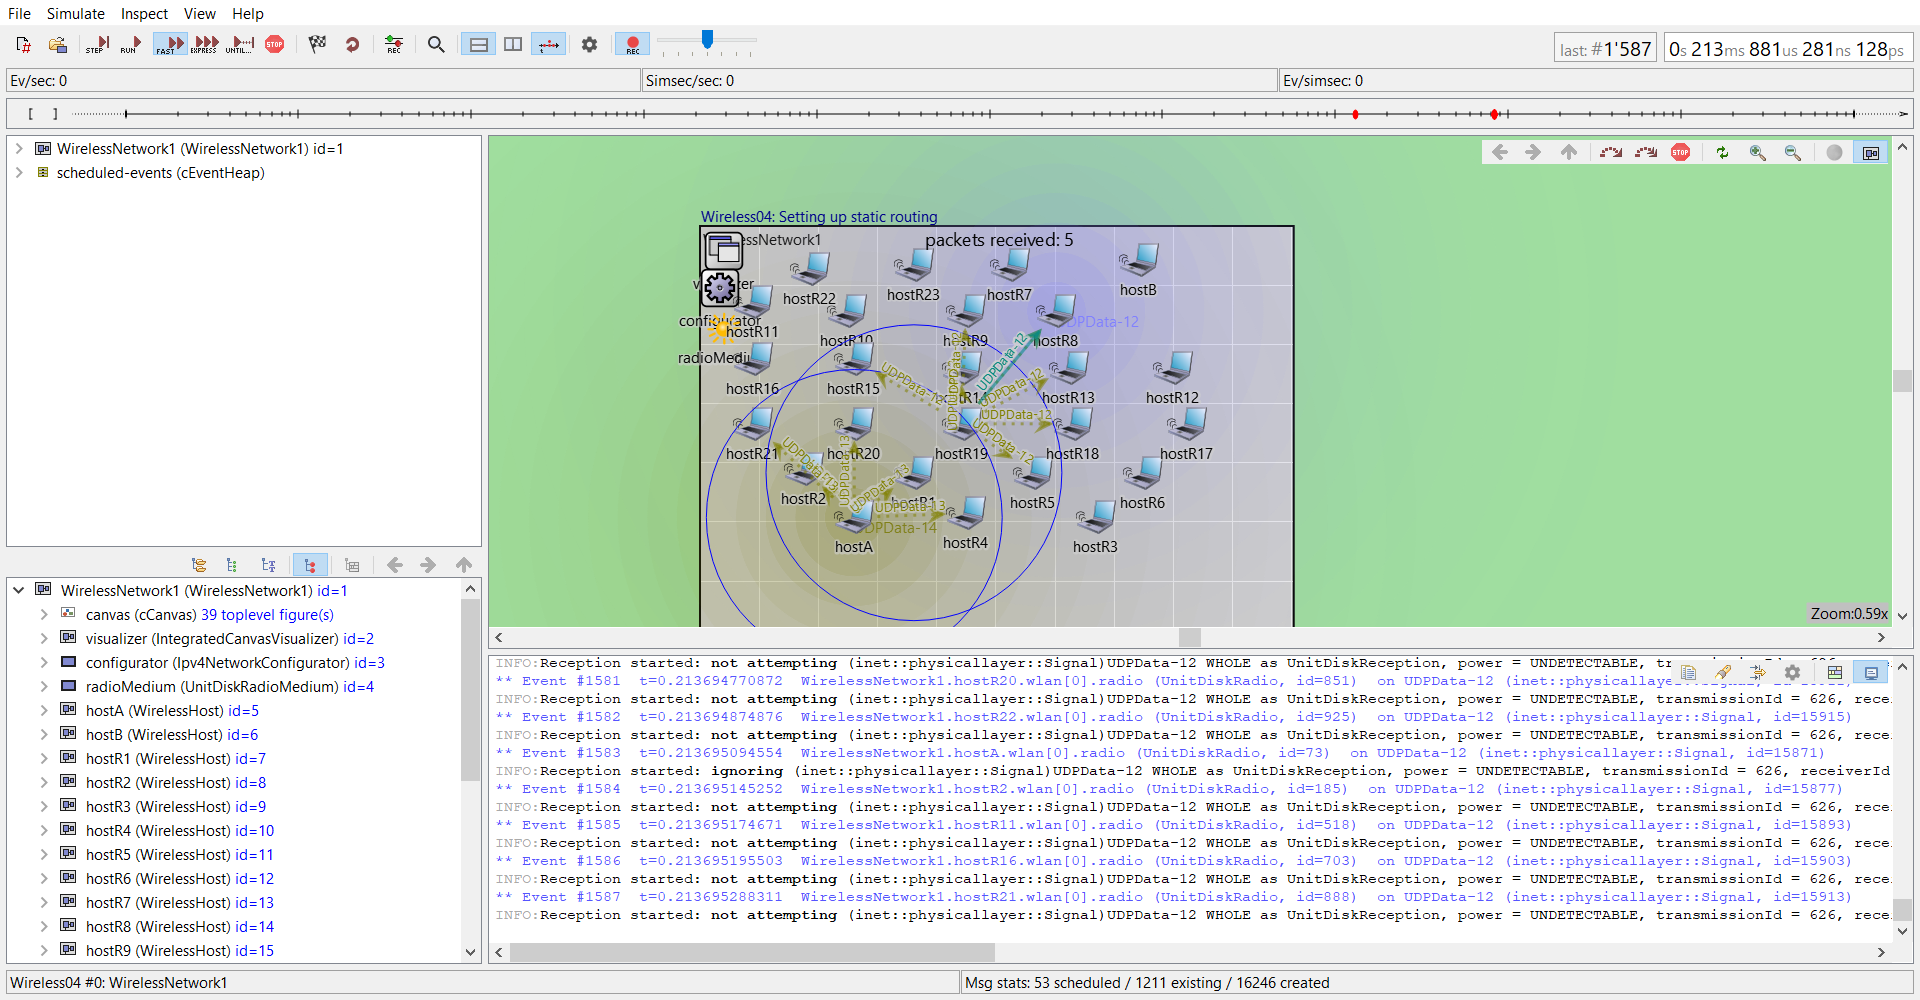 File Simulate Inspect View Help
STEP RUN FAST EXPRESS UNTIL... STOP REC REC
last: #1'587 0s 213ms 881us 281ns 128ps
Ev/sec: 0 Simsec/sec: 0 Ev/simsec: 0
[ ]
WirelessNetwork1 (WirelessNetwork1) id=1
scheduled-events (cEventHeap)
STOP
Wireless04: Setting up static routing
packets received: 5
hostR22 hostR23 hostR7 hostB
configurator
hostR11 hostR10 hostR9 hostR8
UDPData-12
hostR16 hostR15 hostR13 hostR12
UDPData-12
UDPData-12
UDPData-12
UDPData-12
hostR21 hostR20 hostR19 hostR18 hostR17
UDPData-13
UDPData-13
UDPData-13
UDPData-13
hostR2 hostR1 hostR5 hostR6
hostA hostR4 hostR3
Zoom:0.59x
WirelessNetwork1 (WirelessNetwork1) id=1
canvas (cCanvas) 39 toplevel figure(s)
visualizer (IntegratedCanvasVisualizer) id=2
configurator (Ipv4NetworkConfigurator) id=3
radioMedium (UnitDiskRadioMedium) id=4
hostA (WirelessHost) id=5
hostB (WirelessHost) id=6
hostR1 (WirelessHost) id=7
hostR2 (WirelessHost) id=8
hostR3 (WirelessHost) id=9
hostR4 (WirelessHost) id=10
hostR5 (WirelessHost) id=11
hostR6 (WirelessHost) id=12
hostR7 (WirelessHost) id=13
hostR8 (WirelessHost) id=14
hostR9 (WirelessHost) id=15
INFO:Reception started: not attempting (inet::physicallayer::Signal)UDPData-12 WHOLE as UnitDiskReception, power = UNDETECTABLE,
** Event #1581 t=0.213694770872 WirelessNetwork1.hostR20.wlan[0].radio (UnitDiskRadio, id=851) on UDPData-12
INFO:Reception started: not attempting (inet::physicallayer::Signal)UDPData-12 WHOLE as UnitDiskReception, power = UNDETECTABLE, transmissionId = 626, rece
** Event #1582 t=0.213694874876 WirelessNetwork1.hostR22.wlan[0].radio (UnitDiskRadio, id=925) on UDPData-12 (inet::physicallayer::Signal, id=15915)
INFO:Reception started: not attempting (inet::physicallayer::Signal)UDPData-12 WHOLE as UnitDiskReception, power = UNDETECTABLE, transmissionId = 626, rece
** Event #1583 t=0.213695094554 WirelessNetwork1.hostA.wlan[0].radio (UnitDiskRadio, id=73) on UDPData-12 (inet::physicallayer::Signal, id=15871)
INFO:Reception started: ignoring (inet::physicallayer::Signal)UDPData-12 WHOLE as UnitDiskReception, power = UNDETECTABLE, transmissionId = 626, receiverId
** Event #1584 t=0.213695145252 WirelessNetwork1.hostR2.wlan[0].radio (UnitDiskRadio, id=185) on UDPData-12 (inet::physicallayer::Signal, id=15877)
INFO:Reception started: not attempting (inet::physicallayer::Signal)UDPData-12 WHOLE as UnitDiskReception, power = UNDETECTABLE, transmissionId = 626, rece
** Event #1585 t=0.213695174671 WirelessNetwork1.hostR11.wlan[0].radio (UnitDiskRadio, id=518) on UDPData-12 (inet::physicallayer::Signal, id=15893)
INFO:Reception started: not attempting (inet::physicallayer::Signal)UDPData-12 WHOLE as UnitDiskReception, power = UNDETECTABLE, transmissionId = 626, rece
** Event #1586 t=0.213695195503 WirelessNetwork1.hostR16.wlan[0].radio (UnitDiskRadio, id=703) on UDPData-12 (inet::physicallayer::Signal, id=15903)
INFO:Reception started: not attempting (inet::physicallayer::Signal)UDPData-12 WHOLE as UnitDiskReception, power = UNDETECTABLE, transmissionId = 626, rece
** Event #1587 t=0.213695288311 WirelessNetwork1.hostR21.wlan[0].radio (UnitDiskRadio, id=888) on UDPData-12 (inet::physicallayer::Signal, id=15913)
INFO:Reception started: not attempting (inet::physicallayer::Signal)UDPData-12 WHOLE as UnitDiskReception, power = UNDETECTABLE, transmissionId = 626, rece
Wireless04 #0: WirelessNetwork1 Msg stats: 53 scheduled / 1211 existing / 16246 created